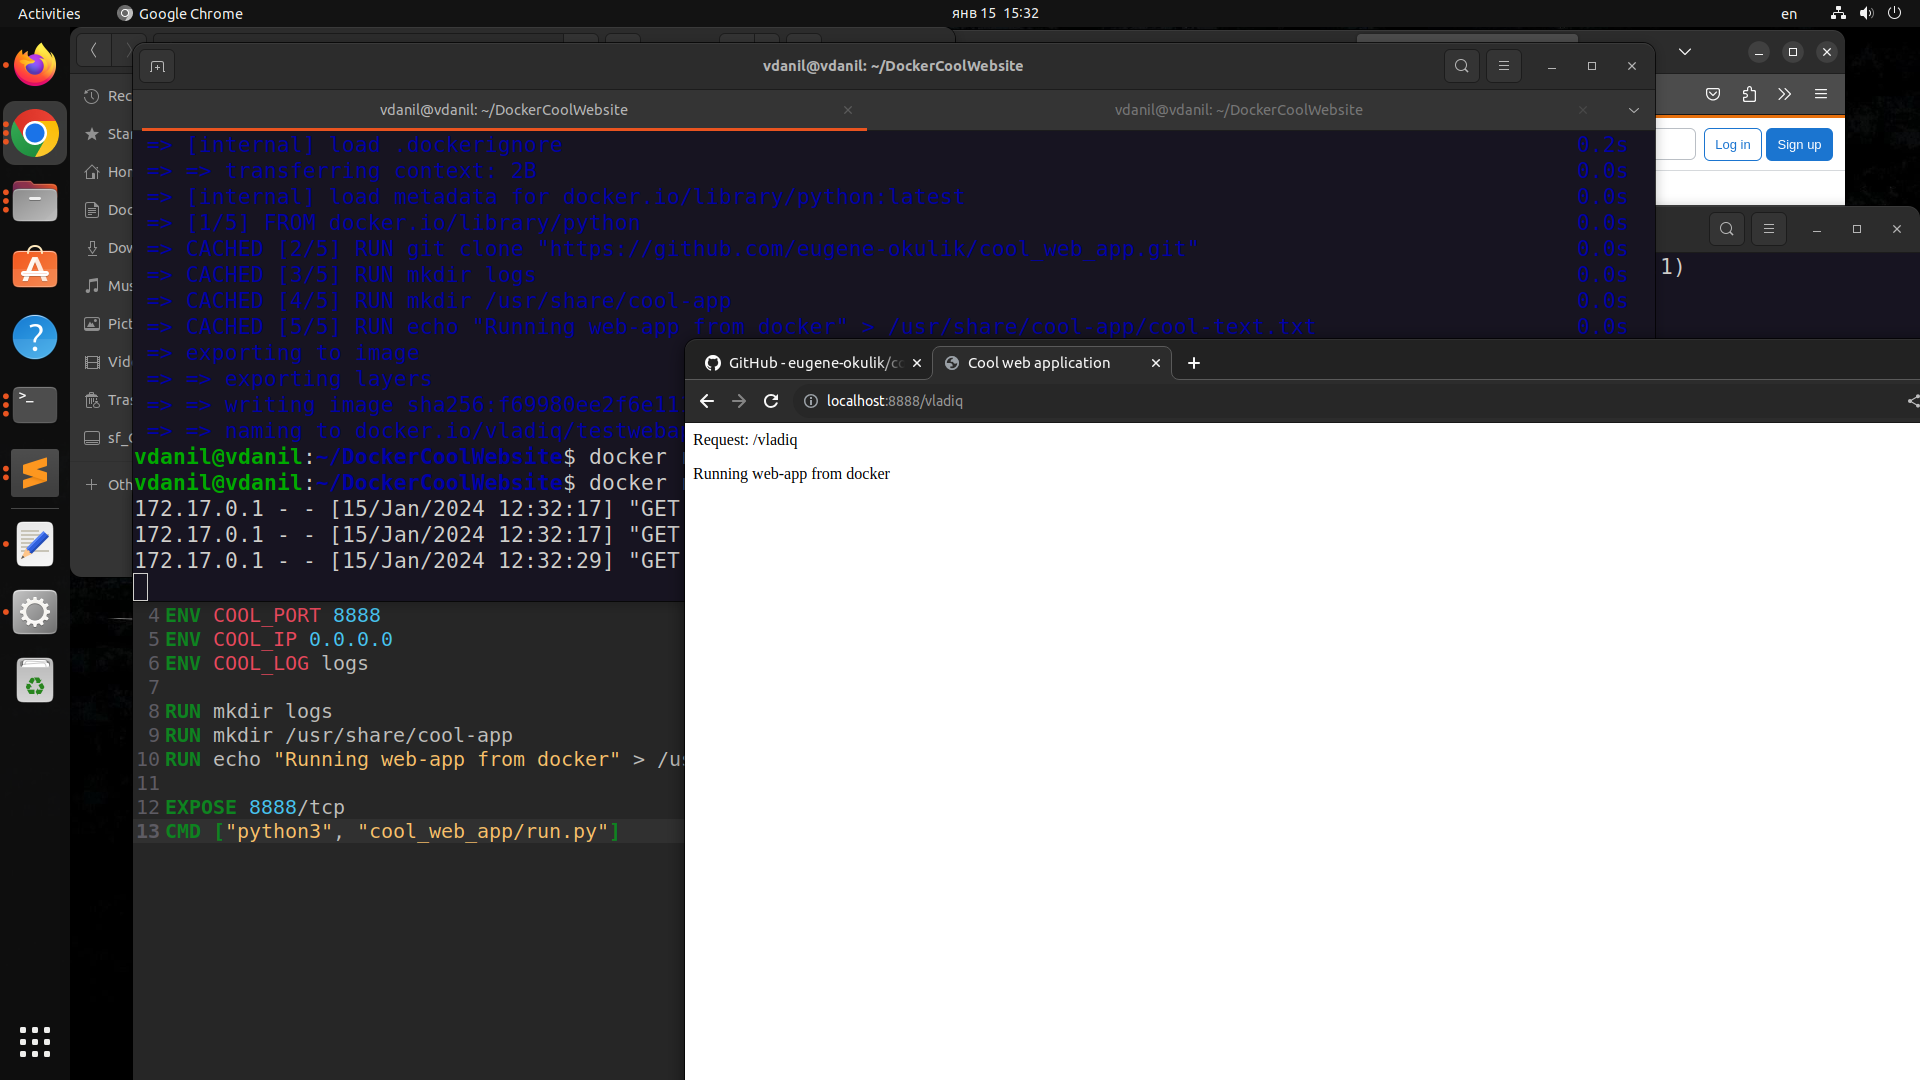 Activities
Google Chrome
янв 15 15:32
en
Rec
Star
Hor
Doc
Dow
Mus
Pict
Vide
Tras
sf_
Oth
vdanil@vdanil: ~/DockerCoolWebsite
vdanil@vdanil: ~/DockerCoolWebsite
vdanil@vdanil: ~/DockerCoolWebsite
Log in
Sign up
=> [internal] load .dockerignore 0.2s
=> => transferring context: 2B 0.0s
=> [internal] load metadata for docker.io/library/python:latest 0.0s
=> [1/5] FROM docker.io/library/python 0.0s
=> CACHED [2/5] RUN git clone "https://github.com/eugene-okulik/cool_web_app.git" 0.0s
=> CACHED [3/5] RUN mkdir logs 0.0s
=> CACHED [4/5] RUN mkdir /usr/share/cool-app 0.0s
=> CACHED [5/5] RUN echo "Running web-app from docker" > /usr/share/cool-app/cool-text.txt 0.0s
=> exporting to image
=> => exporting layers
=> => writing image sha256:f69980ee2f6e11
=> => naming to docker.io/vladiq/testwebap
vdanil@vdanil:~/DockerCoolWebsite$ docker
vdanil@vdanil:~/DockerCoolWebsite$ docker
172.17.0.1 - - [15/Jan/2024 12:32:17] "GET
172.17.0.1 - - [15/Jan/2024 12:32:17] "GET
172.17.0.1 - - [15/Jan/2024 12:32:29] "GET
1)
4 ENV COOL_PORT 8888
5 ENV COOL_IP 0.0.0.0
6 ENV COOL_LOG logs
7
8 RUN mkdir logs
9 RUN mkdir /usr/share/cool-app
10 RUN echo "Running web-app from docker" > /us
11
12 EXPOSE 8888/tcp
13 CMD ["python3", "cool_web_app/run.py"]
GitHub - eugene-okulik/co
Cool web application
localhost:8888/vladiq
Request: /vladiq
Running web-app from docker